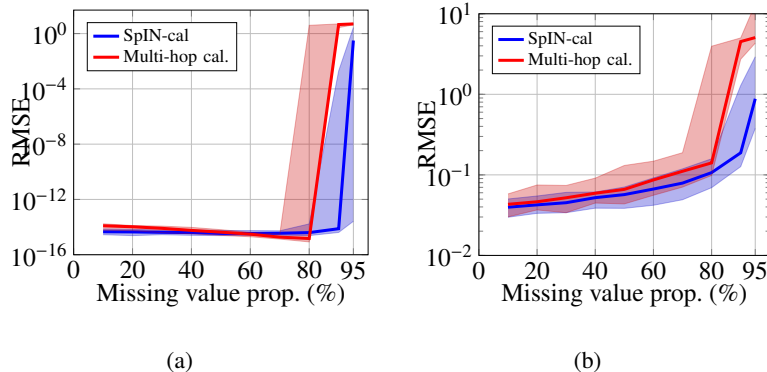 SpIN-cal
Multi-hop cal.
RMSE
10^0
10^-4
10^-8
10^-12
10^-16
0 20 40 60 80 95
Missing value prop. (%)
(a)
SpIN-cal
Multi-hop cal.
RMSE
10^1
10^0
10^-1
10^-2
0 20 40 60 80 95
Missing value prop. (%)
(b)